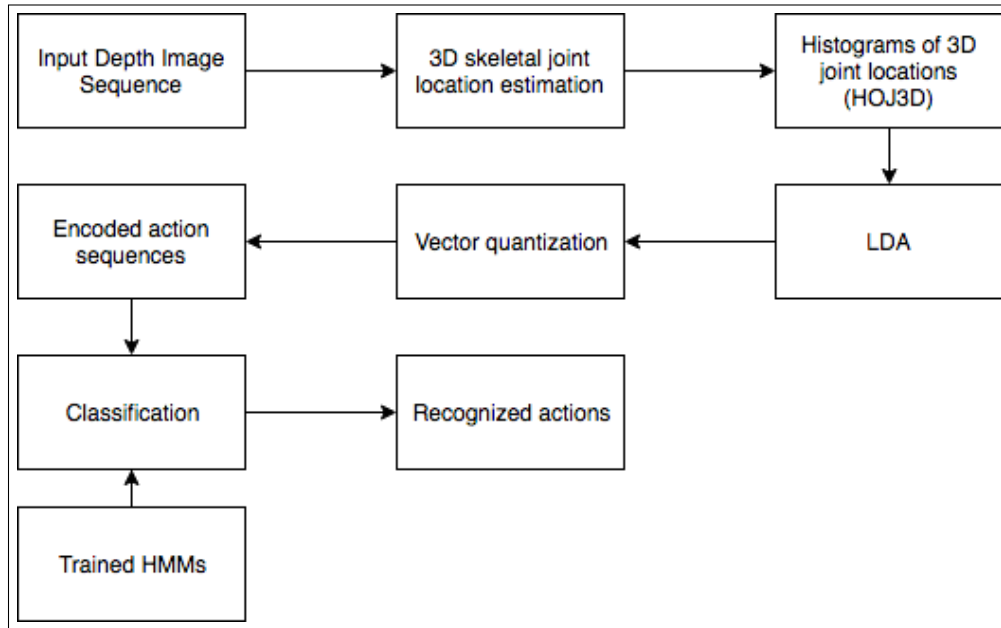 Input Depth Image
Sequence
3D skeletal joint
location estimation
Histograms of 3D
joint locations
(HOJ3D)
LDA
Vector quantization
Encoded action
sequences
Classification
Recognized actions
Trained HMMs